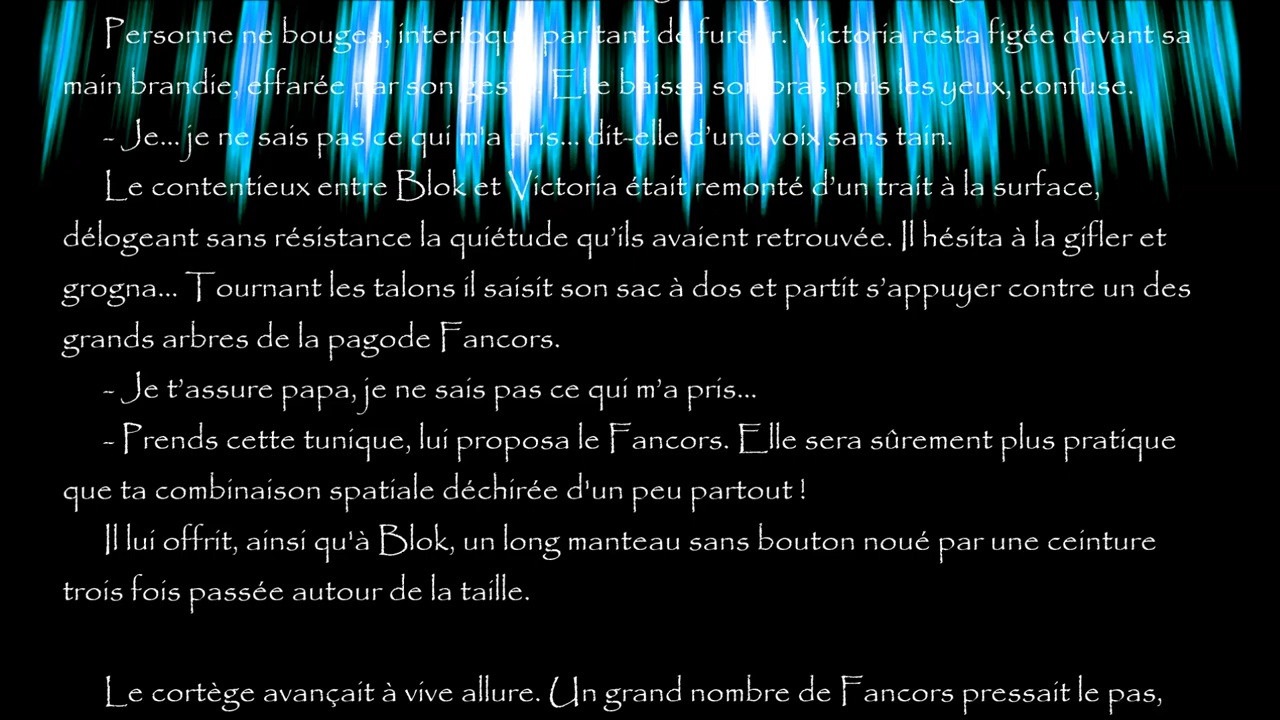 Personne ne bougea, interloqué par tant de fureur. Victoria resta figée devant sa
main brandie, effarée par son geste. Elle baissa son bras puis les yeux, confuse.
- Je... je ne sais pas ce qui m'a pris... dit-elle d’une voix sans tain.
Le contentieux entre Blok et Victoria était remonté d’un trait à la surface,
délogeant sans résistance la quiétude qu’ils avaient retrouvée. Il hésita à la gifler et
grogna... Tournant les talons il saisit son sac à dos et partit s’appuyer contre un des
grands arbres de la pagode Fancors.
- Je t’assure papa, je ne sais pas ce qui m’a pris...
- Prends cette tunique, lui proposa le Fancors. Elle sera sûrement plus pratique
que ta combinaison spatiale déchirée d'un peu partout !
Il lui offrit, ainsi qu'à Blok, un long manteau sans bouton noué par une ceinture
trois fois passée autour de la taille.
Le cortège avançait à vive allure. Un grand nombre de Fancors pressait le pas,